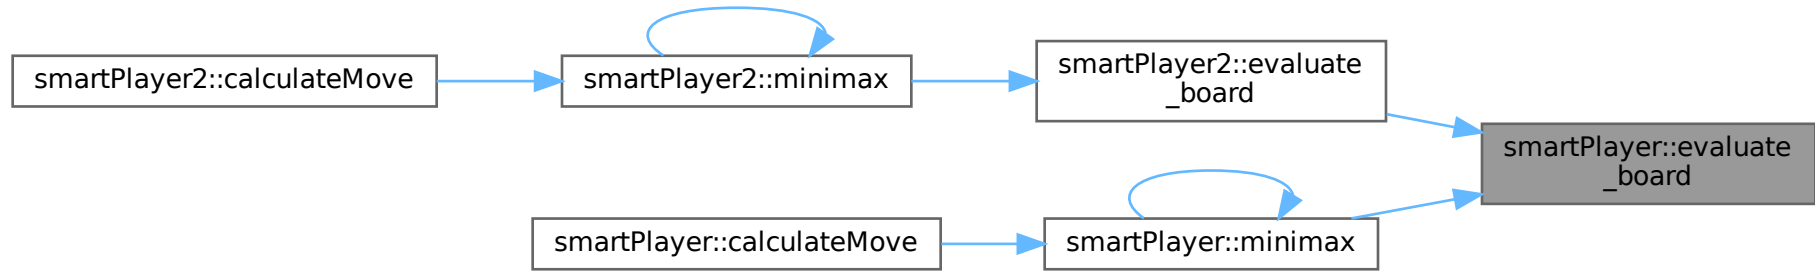 smartPlayer2::calculateMove
smartPlayer2::minimax
smartPlayer2::evaluate
_board
smartPlayer::evaluate
_board
smartPlayer::calculateMove
smartPlayer::minimax